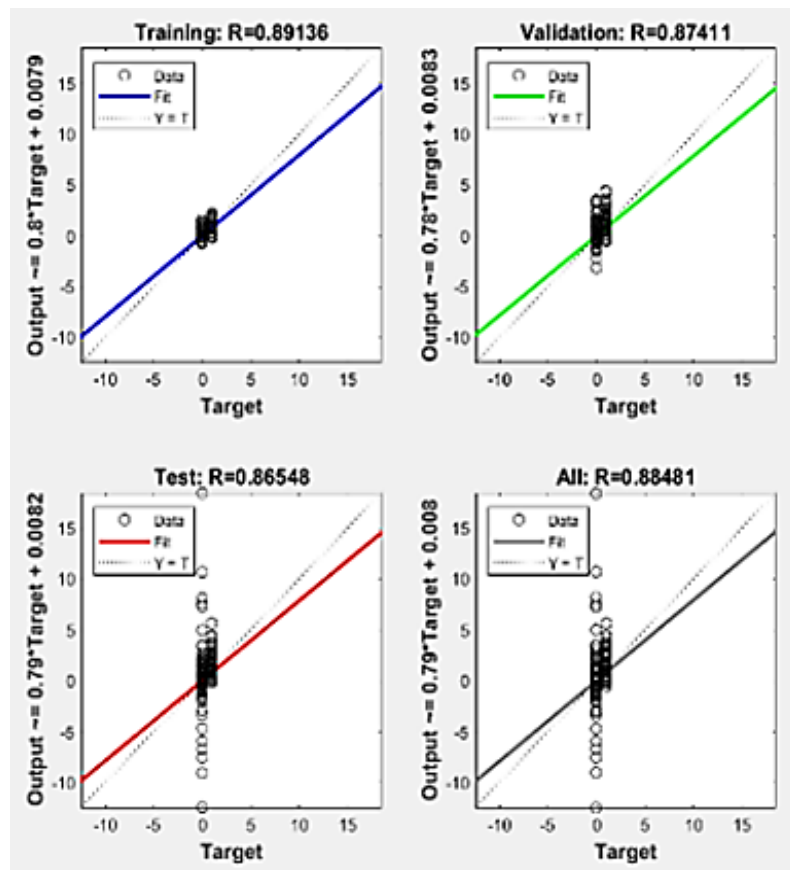 Training: R=0.89136
Output ~= 0.8*Target + 0.0079
Data
Fit
Y = T
15
10
5
0
-5
-10
-10 -5 0 5 10 15
Target
Validation: R=0.87411
Output ~= 0.78*Target + 0.0083
Data
Fit
Y = T
15
10
5
0
-5
-10
-10 -5 0 5 10 15
Target
Test: R=0.86548
Output ~= 0.79*Target + 0.0082
Data
Fit
Y = T
15
10
5
0
-5
-10
-10 -5 0 5 10 15
Target
All: R=0.88481
Output ~= 0.79*Target + 0.008
Data
Fit
Y = T
15
10
5
0
-5
-10
-10 -5 0 5 10 15
Target